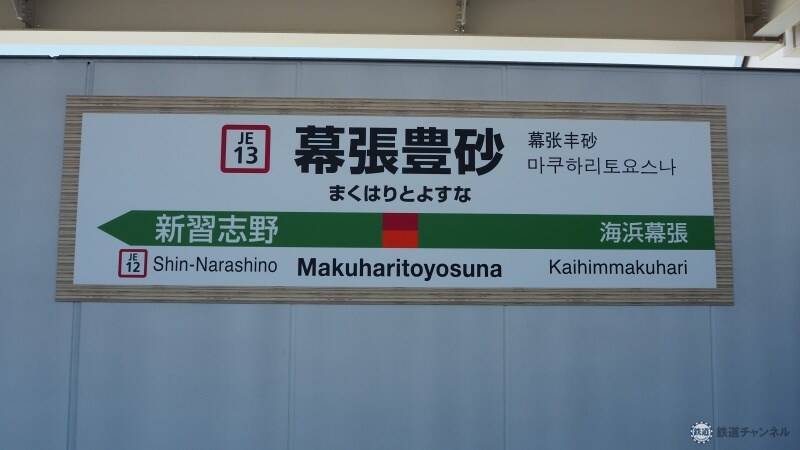 JE
13
幕張豊砂
幕张丰砂
마쿠하리토요스나
まくはりとよすな
新習志野
海浜幕張
JE
12
Shin-Narashino
Makuharitoyosuna
Kaihimmakuhari
鉄道チャンネル